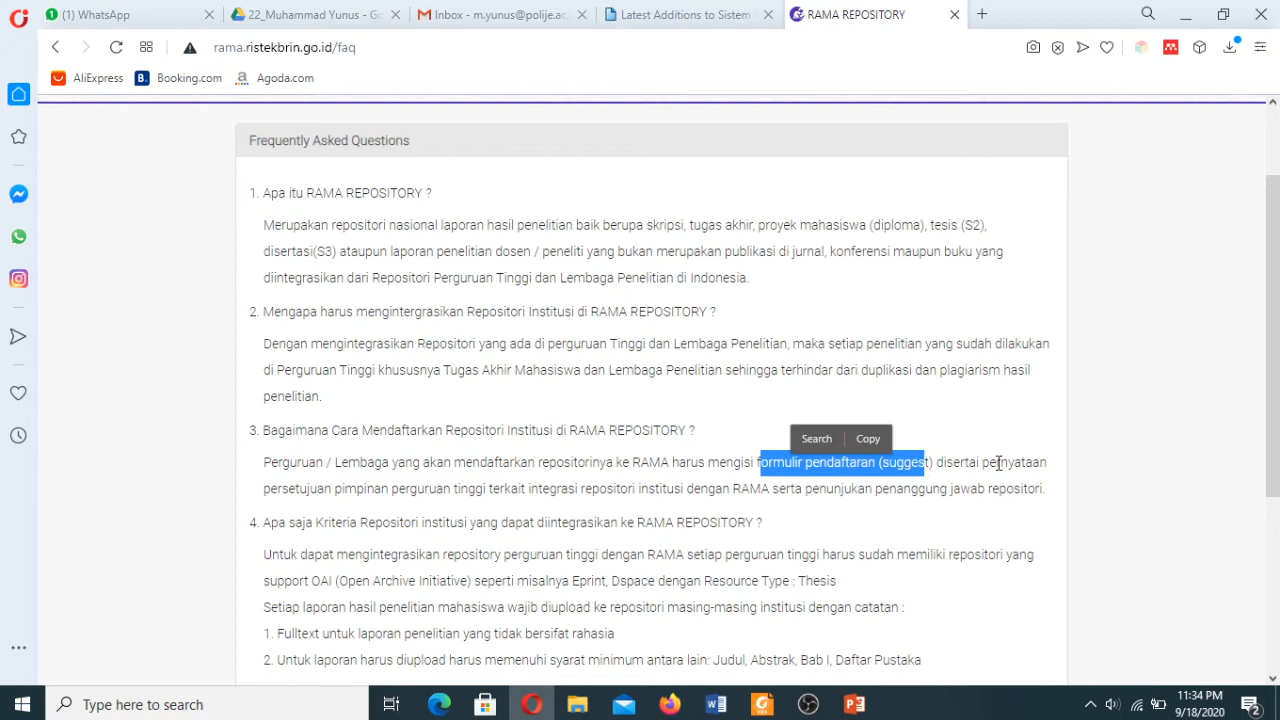 (1) WhatsApp
22_Muhammad Yunus - Go
Inbox - m.yunus@polije.ac
Latest Additions to Sistem
RAMA REPOSITORY
rama.ristekbrin.go.id/faq
AliExpress
Booking.com
Agoda.com
Frequently Asked Questions
1. Apa itu RAMA REPOSITORY ?
Merupakan repositori nasional laporan hasil penelitian baik berupa skripsi, tugas akhir, proyek mahasiswa (diploma), tesis (S2),
disertasi(S3) ataupun laporan penelitian dosen / peneliti yang bukan merupakan publikasi di jurnal, konferensi maupun buku yang
diintegrasikan dari Repositori Perguruan Tinggi dan Lembaga Penelitian di Indonesia.
2. Mengapa harus mengintergrasikan Repositori Institusi di RAMA REPOSITORY ?
Dengan mengintegrasikan Repositori yang ada di perguruan Tinggi dan Lembaga Penelitian, maka setiap penelitian yang sudah dilakukan
di Perguruan Tinggi khususnya Tugas Akhir Mahasiswa dan Lembaga Penelitian sehingga terhindar dari duplikasi dan plagiarism hasil
penelitian.
3. Bagaimana Cara Mendaftarkan Repositori Institusi di RAMA REPOSITORY ?
Search
Copy
Perguruan / Lembaga yang akan mendaftarkan repositorinya ke RAMA harus mengisi formulir pendaftaran (suggest) disertai pernyataan
persetujuan pimpinan perguruan tinggi terkait integrasi repositori institusi dengan RAMA serta penunjukan penanggung jawab repositori.
4. Apa saja Kriteria Repositori institusi yang dapat diintegrasikan ke RAMA REPOSITORY ?
Untuk dapat mengintegrasikan repository perguruan tinggi dengan RAMA setiap perguruan tinggi harus sudah memiliki repositori yang
support OAI (Open Archive Initiative) seperti misalnya Eprint, Dspace dengan Resource Type : Thesis
Setiap laporan hasil penelitian mahasiswa wajib diupload ke repositori masing-masing institusi dengan catatan :
1. Fulltext untuk laporan penelitian yang tidak bersifat rahasia
2. Untuk laporan harus diupload harus memenuhi syarat minimum antara lain: Judul, Abstrak, Bab I, Daftar Pustaka
Type here to search
11:34 PM
9/18/2020
2